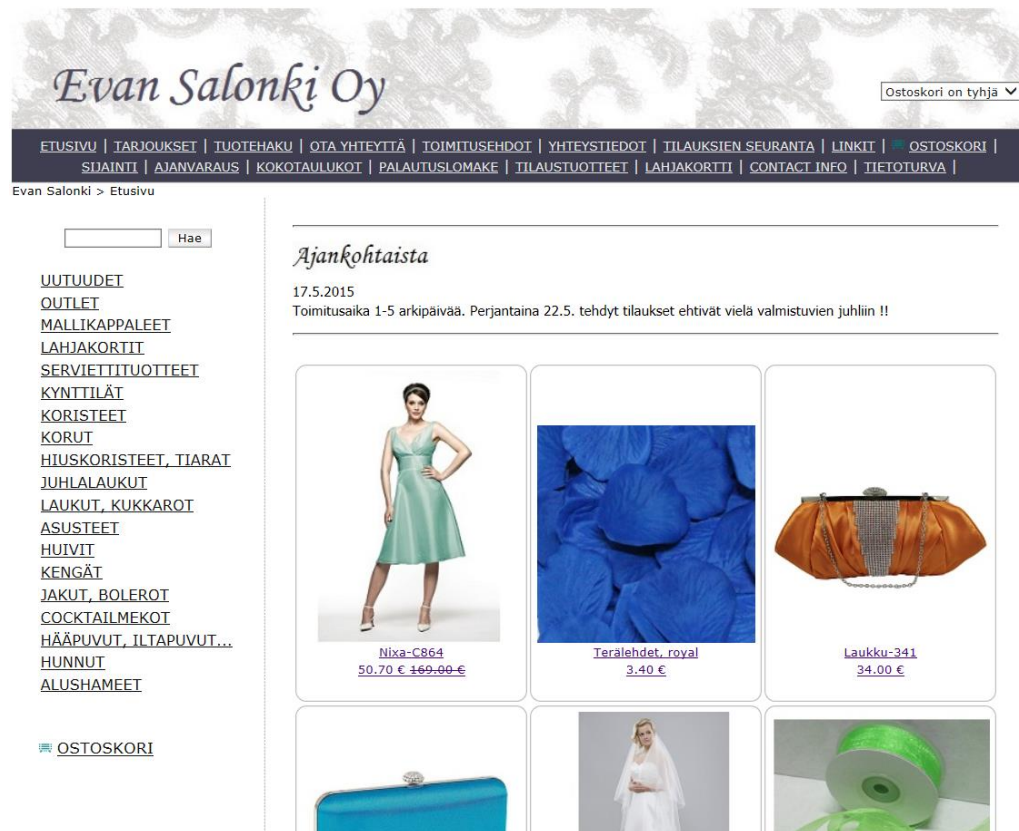 Evan Salonki Oy
Ostoskori on tyhjä
ETUSIVU | TARJOUKSET | TUOTEHAKU | OTA YHTEYTTÄ | TOIMITUSEHDOT | YHTEYSTIEDOT | TILAUKSIEN SEURANTA | LINKIT | OSTOSKORI |
SIJAINTI | AJANVARAUS | KOKOTAULUKOT | PALAUTUSLOMAKE | TILAUSTUOTTEET | LAHJAKORTTI | CONTACT INFO | TIETOTURVA |
Evan Salonki > Etusivu
Hae
UUTUUDET
OUTLET
MALLIKAPPALEET
LAHJAKORTIT
SERVIETTITUOTTEET
KYNTTILÄT
KORISTEET
KORUT
HIUSKORISTEET, TIARAT
JUHLALAUKUT
LAUKUT, KUKKAROT
ASUSTEET
HUIVIT
KENGÄT
JAKUT, BOLEROT
COCKTAILMEKOT
HÄÄPUVUT, ILTAPUVUT...
HUNNUT
ALUSHAMEET
OSTOSKORI
Ajankohtaista
17.5.2015
Toimitusaika 1-5 arkipäivää. Perjantaina 22.5. tehdyt tilaukset ehtivät vielä valmistuvien juhliin !!
Nixa-C864
50.70 € 169.00 €
Terälehdet, royal
3.40 €
Laukku-341
34.00 €